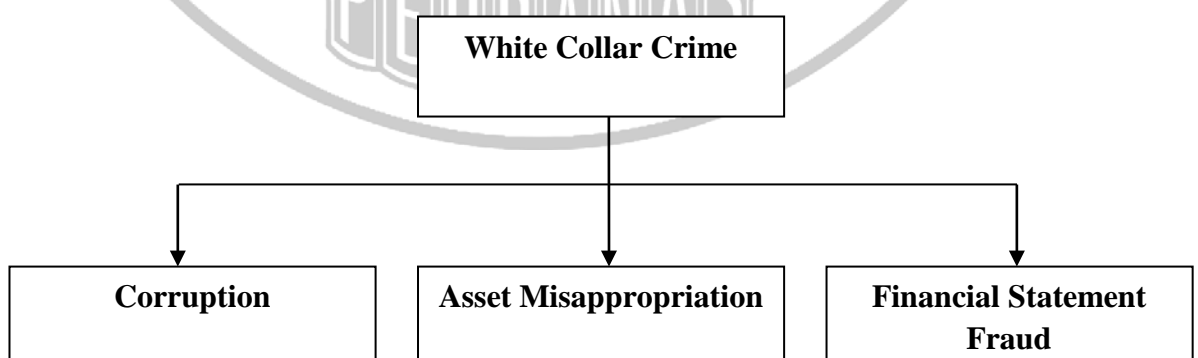 White Collar Crime
Corruption
Asset Misappropriation
Financial Statement
Fraud